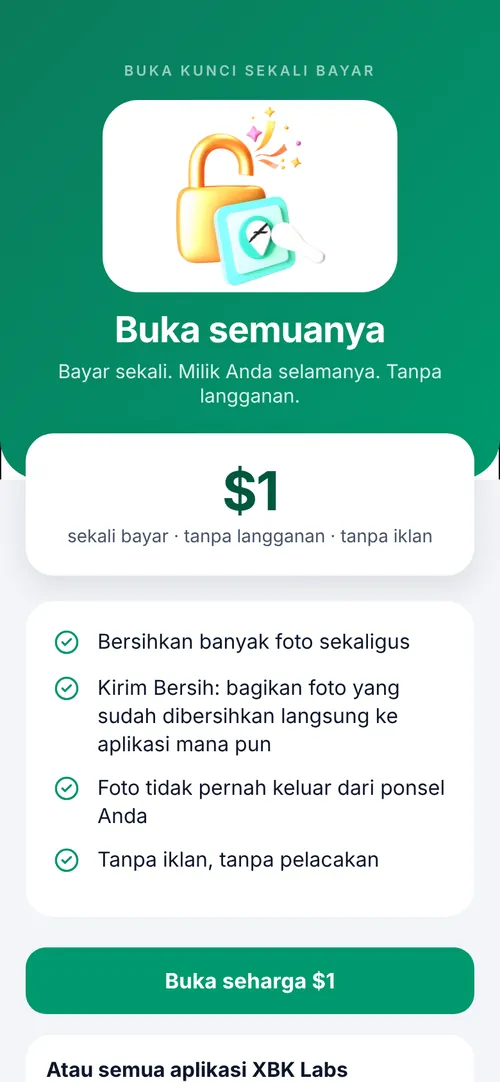 BUKA KUNCI SEKALI BAYAR
Buka semuanya
Bayar sekali. Milik Anda selamanya. Tanpa
langganan.
$1
sekali bayar · tanpa langganan · tanpa iklan
Bersihkan banyak foto sekaligus
Kirim Bersih: bagikan foto yang
sudah dibersihkan langsung ke
aplikasi mana pun
Foto tidak pernah keluar dari ponsel
Anda
Tanpa iklan, tanpa pelacakan
Buka seharga $1
Atau semua aplikasi XBK Labs